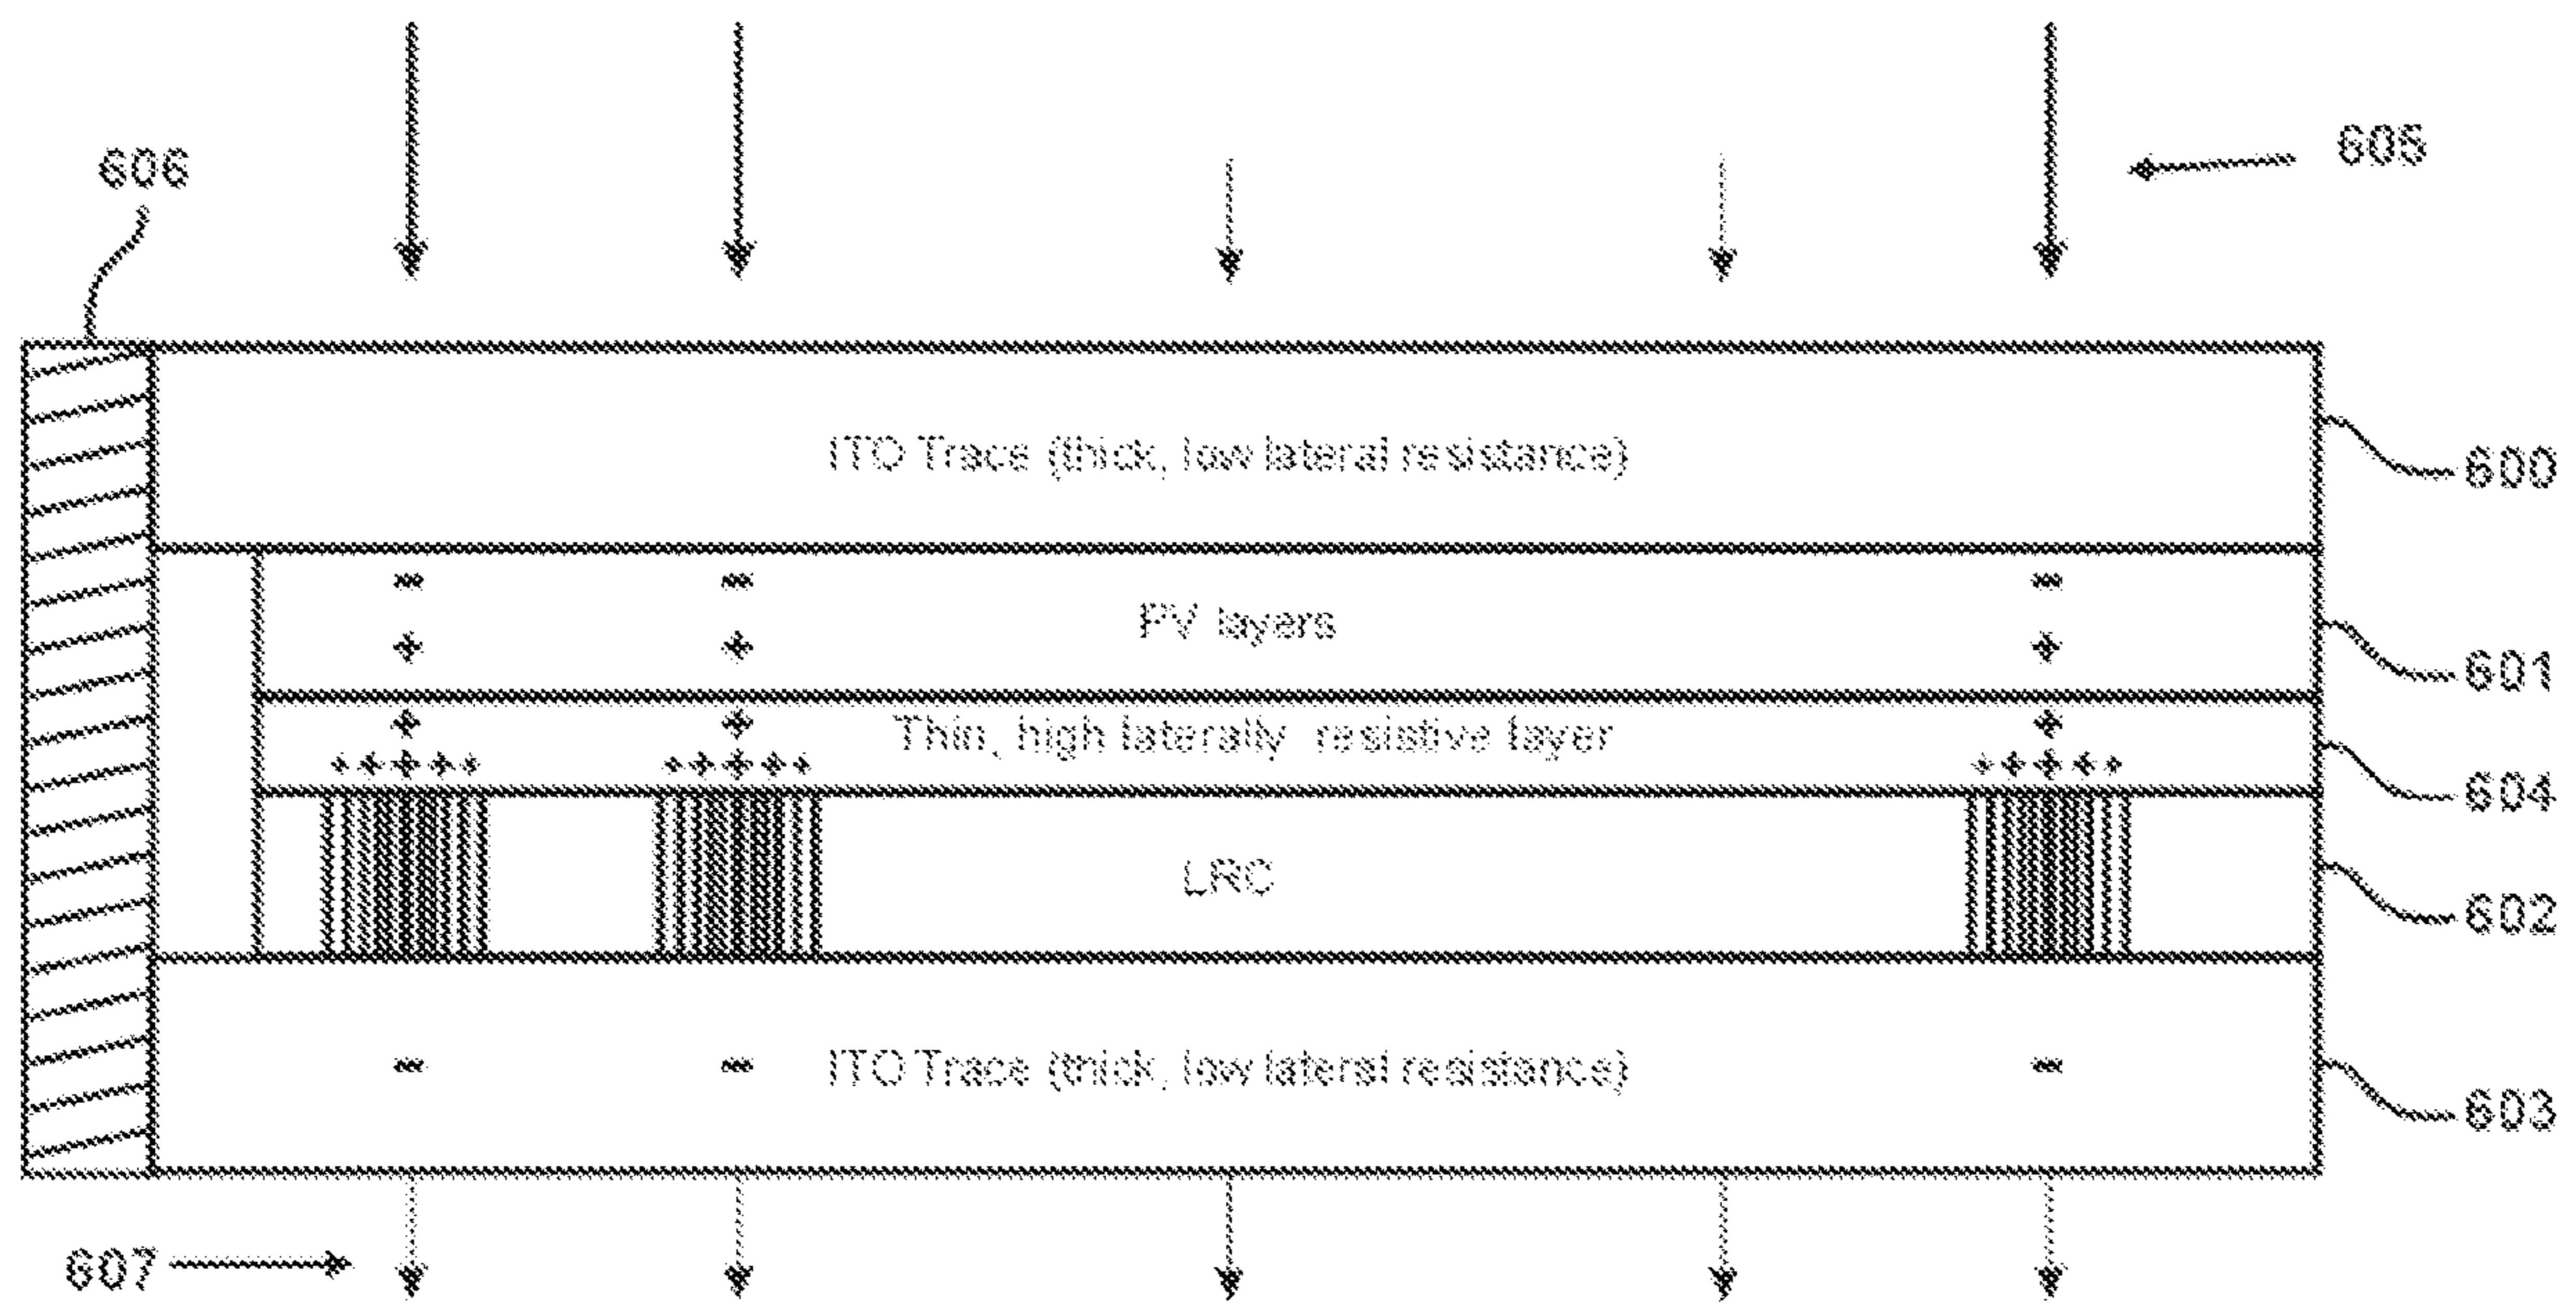 606
605
ITO Trace (thick, low lateral resistance)
600
PV layers
601
Thin, high laterally resistive layer
604
LRC
602
ITO Trace (thick, low lateral resistance)
603
607